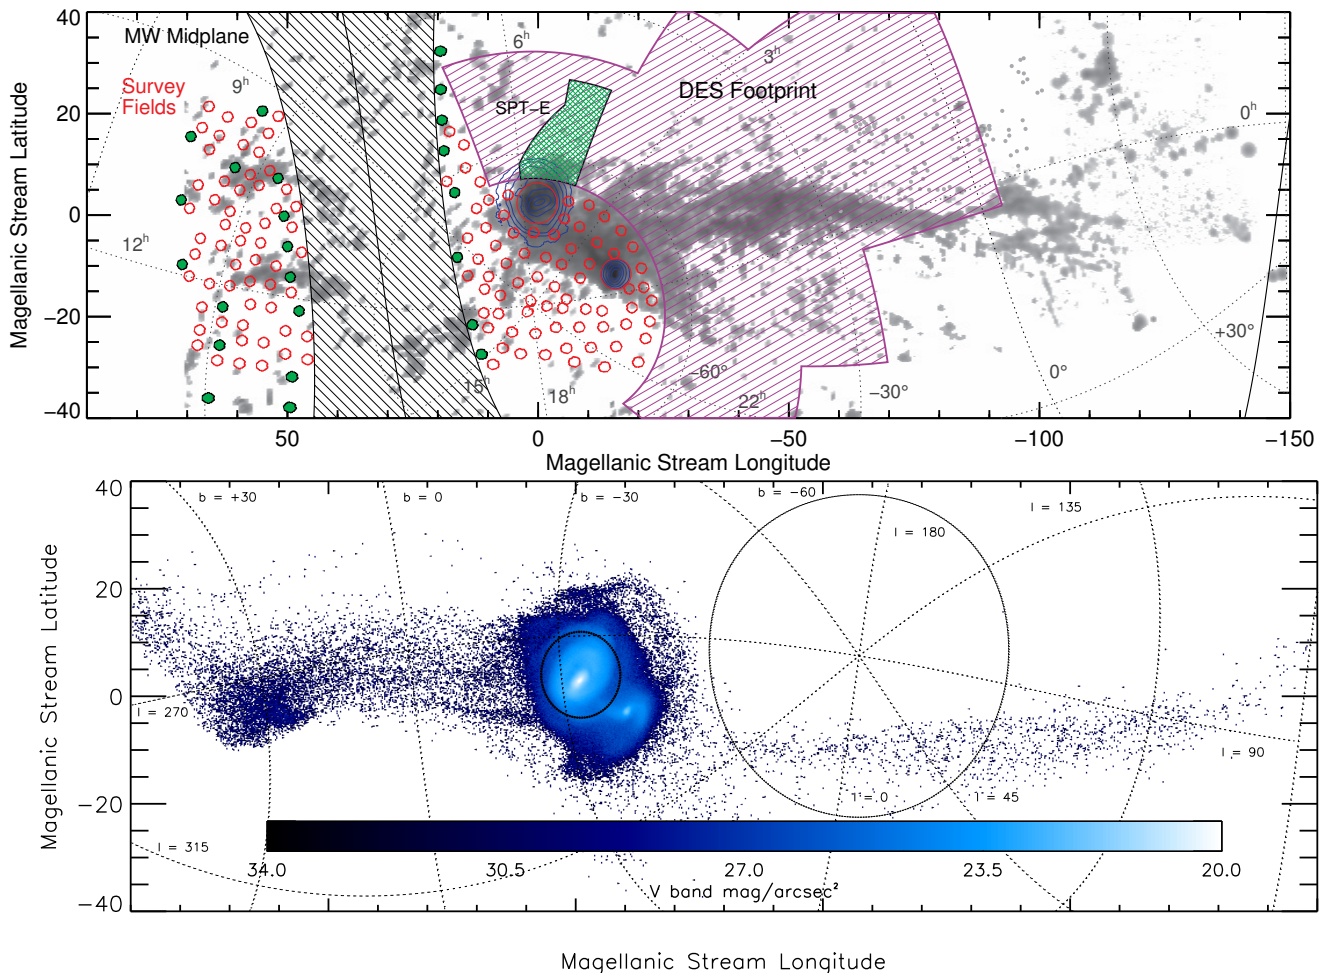 40
20
0
−20
−40
Magellanic Stream Latitude
MW Midplane
Survey
Fields
9h
12h
6h
SPT−E
3h
DES Footprint
0h
+30°
0°
−30°
−60°
22h
18h
15h
50
0
−50
−100
−150
Magellanic Stream Longitude
40
20
0
−20
−40
Magellanic Stream Latitude
b = +30
b = 0
b = −30
b = −60
l = 135
l = 180
l = 270
l = 90
l = 0
l = 45
l = 315
34.0
30.5
27.0
23.5
20.0
V band mag/arcsec²
Magellanic Stream Longitude